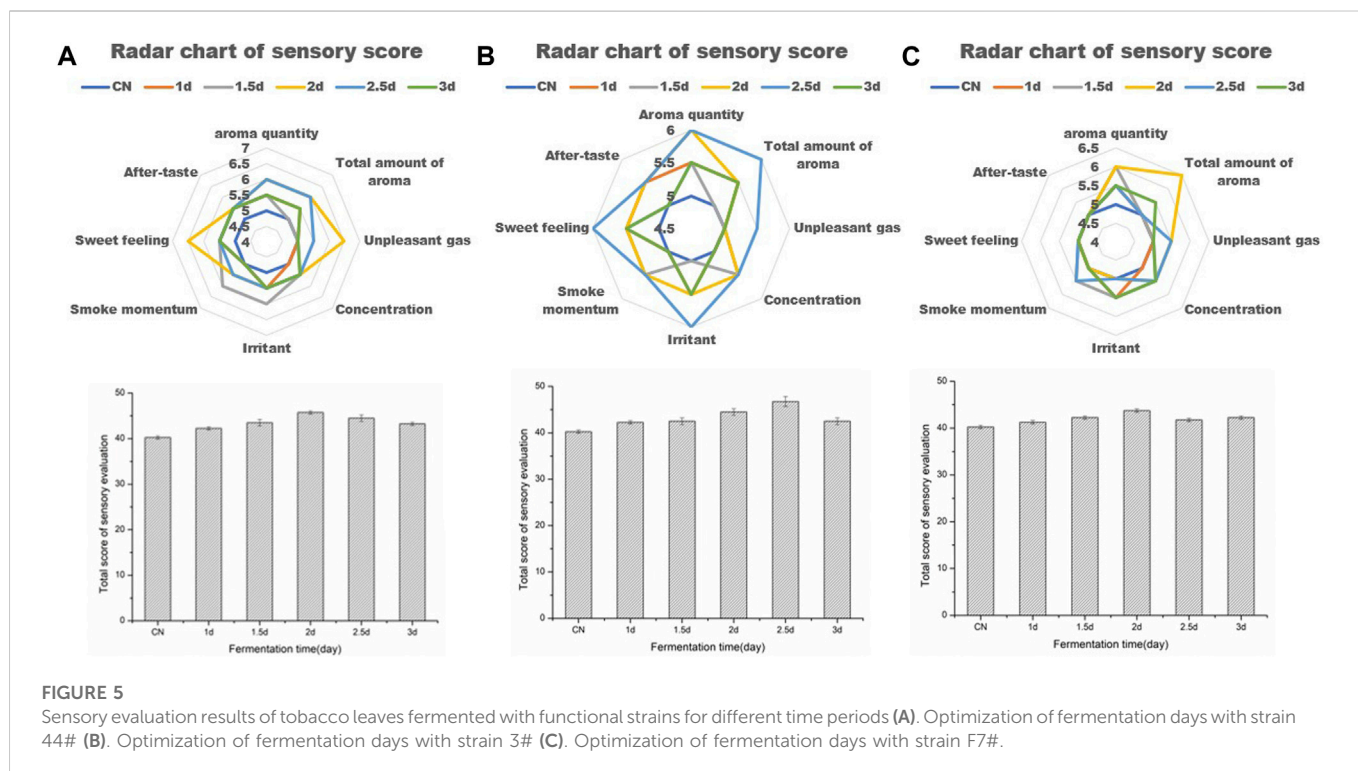 A
Radar chart of sensory score
CN 1d 1.5d 2d 2.5d 3d
aroma quantity
Total amount of
aroma
Unpleasant gas
Concentration
Irritant
Smoke momentum
Sweet feeling
After-taste
7
6.5
6
5.5
5
4.5
4
B
Radar chart of sensory score
CN 1d 1.5d 2d 2.5d 3d
Aroma quantity
Total amount of
aroma
Unpleasant gas
Concentration
Irritant
Smoke
momentum
Sweet feeling
After-taste
6
5.5
5
4.5
C
Radar chart of sensory score
CN 1d 1.5d 2d 2.5d 3d
aroma quantity
Total amount of
aroma
Unpleasant gas
Concentration
Irritant
Smoke momentum
Sweet feeling
After-taste
6.5
6
5.5
5
4.5
4
Total score of sensory evaluation
50
40
30
20
10
0
CN 1d 1.5d 2d 2.5d 3d
Fermentation time(day)
Total score of sensory evaluation
50
40
30
20
10
0
CN 1d 1.5d 2d 2.5d 3d
Fermentation time(day)
Total score of sensory evaluation
50
40
30
20
10
0
CN 1d 1.5d 2d 2.5d 3d
Fermentation time(day)
FIGURE 5
Sensory evaluation results of tobacco leaves fermented with functional strains for different time periods (A). Optimization of fermentation days with strain
44# (B). Optimization of fermentation days with strain 3# (C). Optimization of fermentation days with strain F7#.